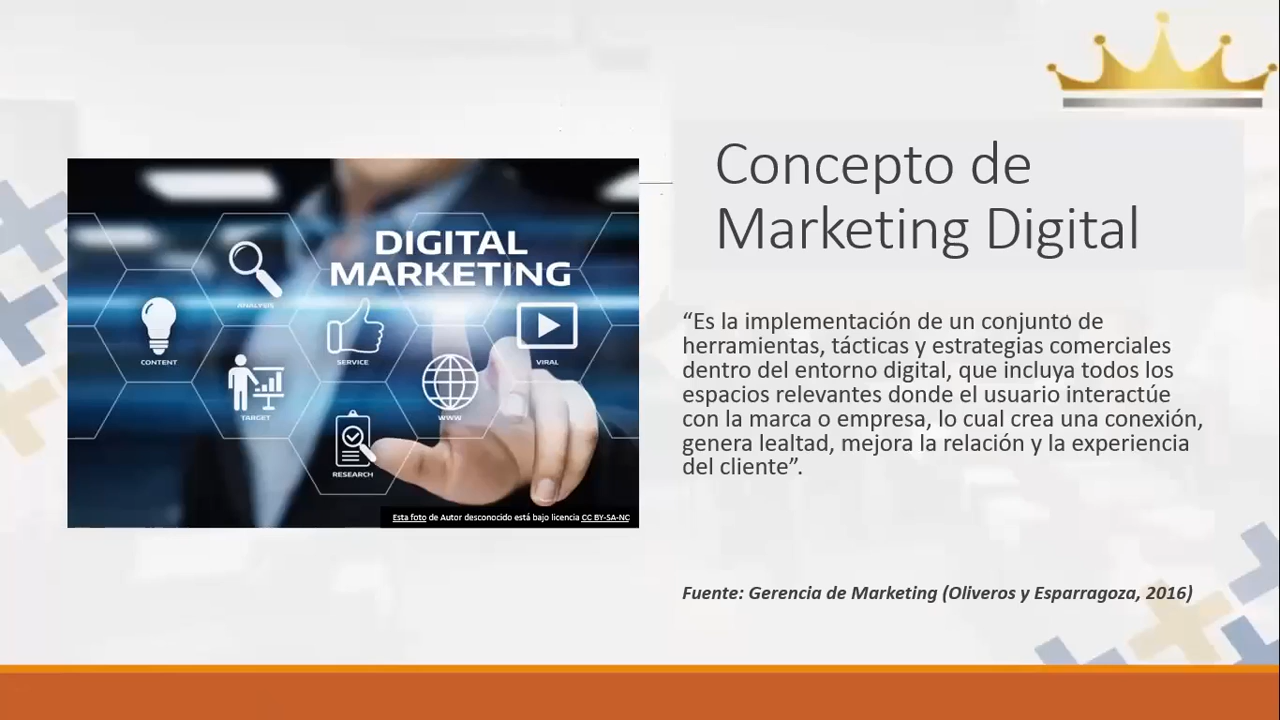 Concepto de
Marketing Digital
DIGITAL
MARKETING
ANALYSIS
CONTENT
SERVICE
VIRAL
TARGET
WWW
RESEARCH
Esta foto de Autor desconocido está bajo licencia CC BY-SA-NC
“Es la implementación de un conjunto de
herramientas, tácticas y estrategias comerciales
dentro del entorno digital, que incluya todos los
espacios relevantes donde el usuario interactúe
con la marca o empresa, lo cual crea una conexión,
genera lealtad, mejora la relación y la experiencia
del cliente”.
Fuente: Gerencia de Marketing (Oliveros y Esparragoza, 2016)